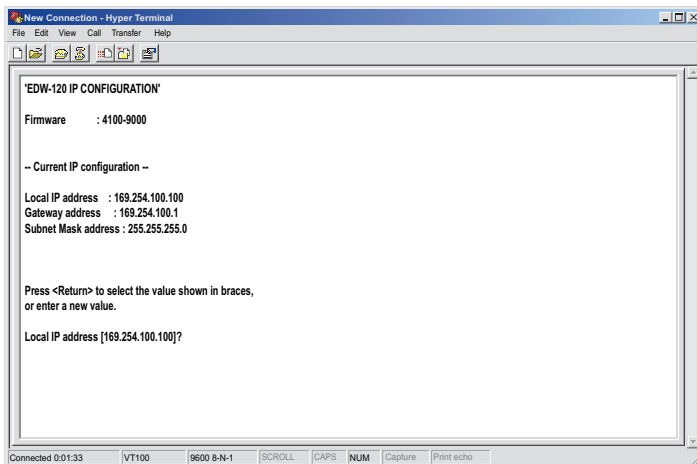 New Connection - Hyper Terminal
File Edit View Call Transfer Help
'EDW-120 IP CONFIGURATION'
Firmware : 4100-9000
-- Current IP configuration --
Local IP address : 169.254.100.100
Gateway address : 169.254.100.1
Subnet Mask address : 255.255.255.0
Press <Return> to select the value shown in braces,
or enter a new value.
Local IP address [169.254.100.100]?
Connected 0:01:33 VT100 9600 8-N-1 SCROLL CAPS NUM Capture Print echo